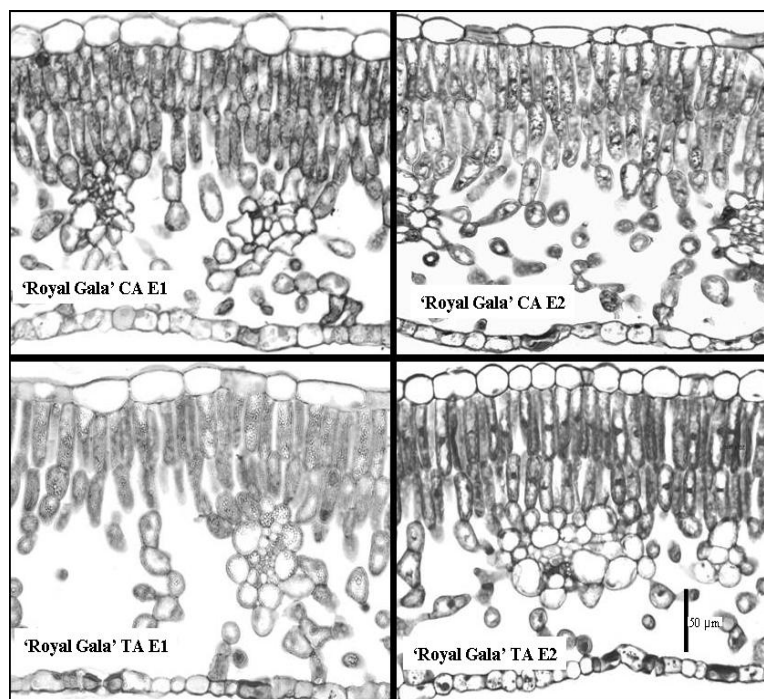 ‘Royal Gala’ CA E1
‘Royal Gala’ CA E2
‘Royal Gala’ TA E1
‘Royal Gala’ TA E2
50 µm